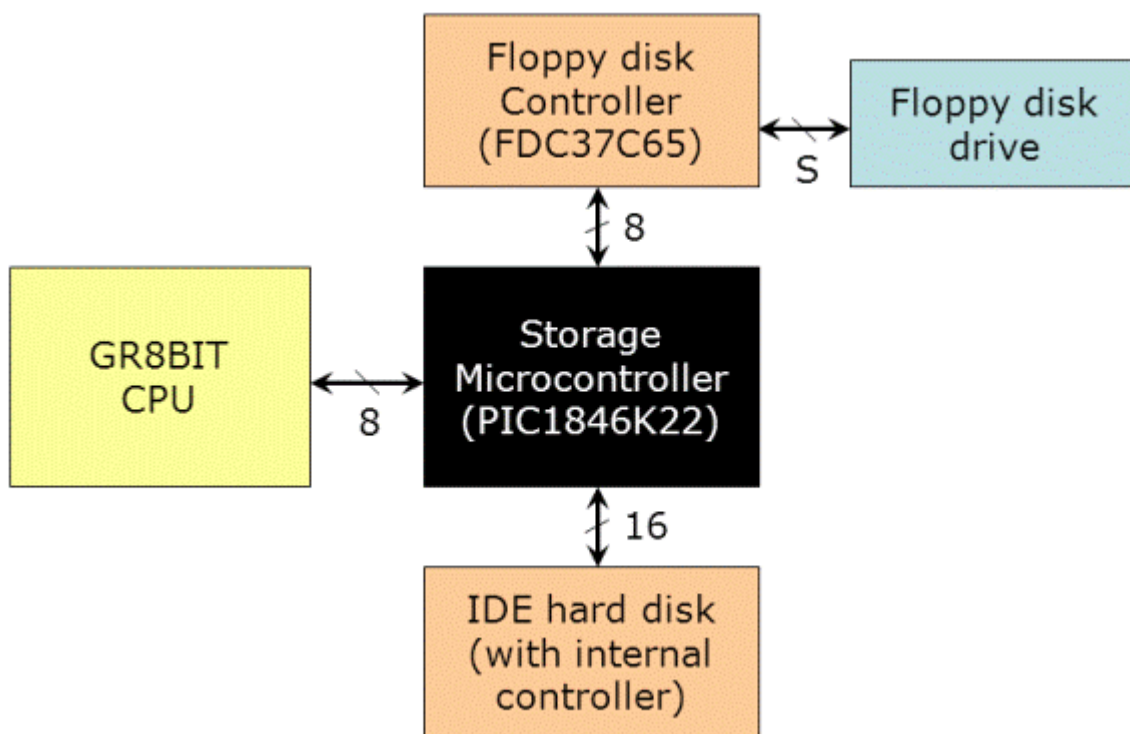 Floppy disk
Controller
(FDC37C65)
Floppy disk
drive
S
8
GR8BIT
CPU
8
Storage
Microcontroller
(PIC1846K22)
16
IDE hard disk
(with internal
controller)